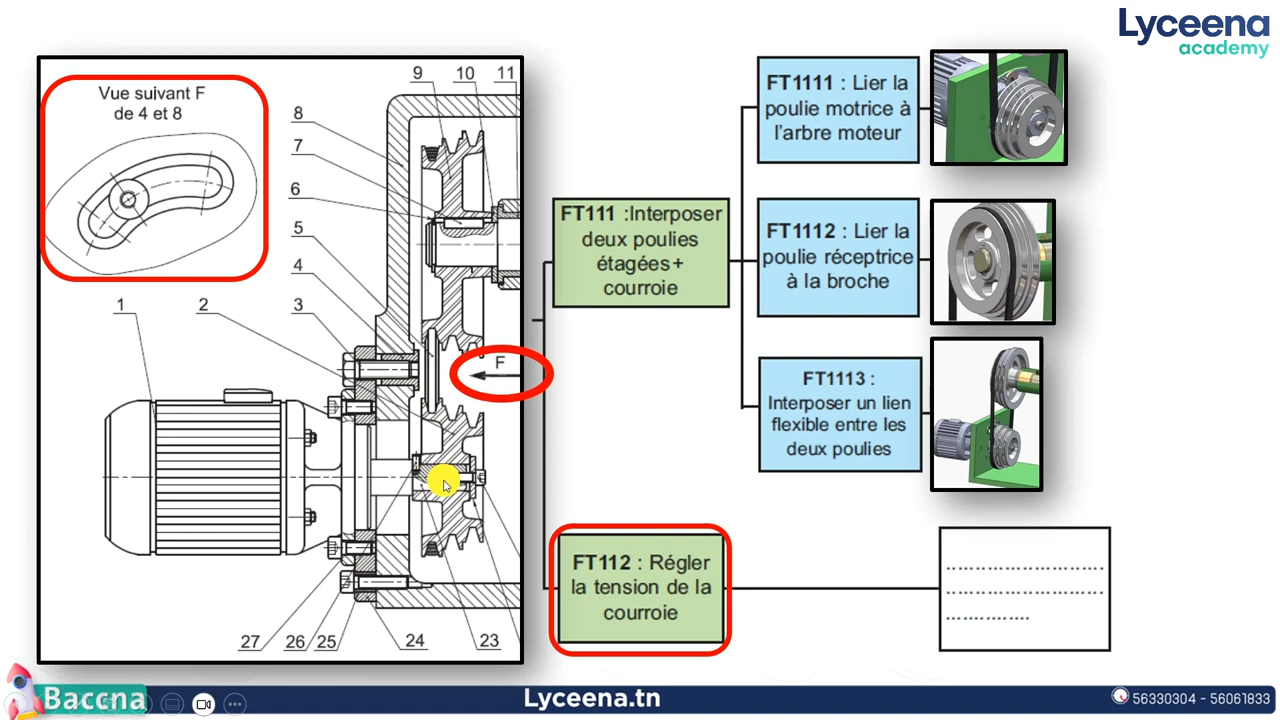 Lyceena
academy
Vue suivant F
de 4 et 8
9
10
11
8
7
6
5
4
3
2
1
F
27
26
25
24
23
FT111 :Interposer
deux poulies
étagées+
courroie
FT1111 : Lier la
poulie motrice à
l'arbre moteur
FT1112 : Lier la
poulie réceptrice
à la broche
FT1113 :
Interposer un lien
flexible entre les
deux poulies
FT112 : Régler
la tension de la
courroie
Baccna
Lyceena.tn
56330304 - 56061833